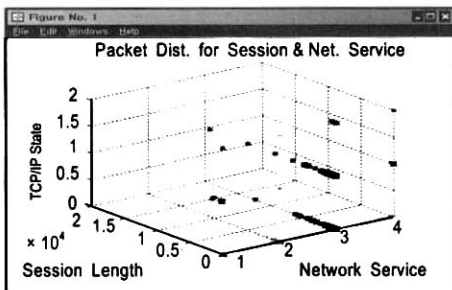 Figure No. 1
File Edit Windows Help
Packet Dist. for Session & Net. Service
TCP/IP State
2
1.5
1
0.5
0
2
1.5
1
0.5
0
× 10⁴
Session Length
1
2
3
4
Network Service